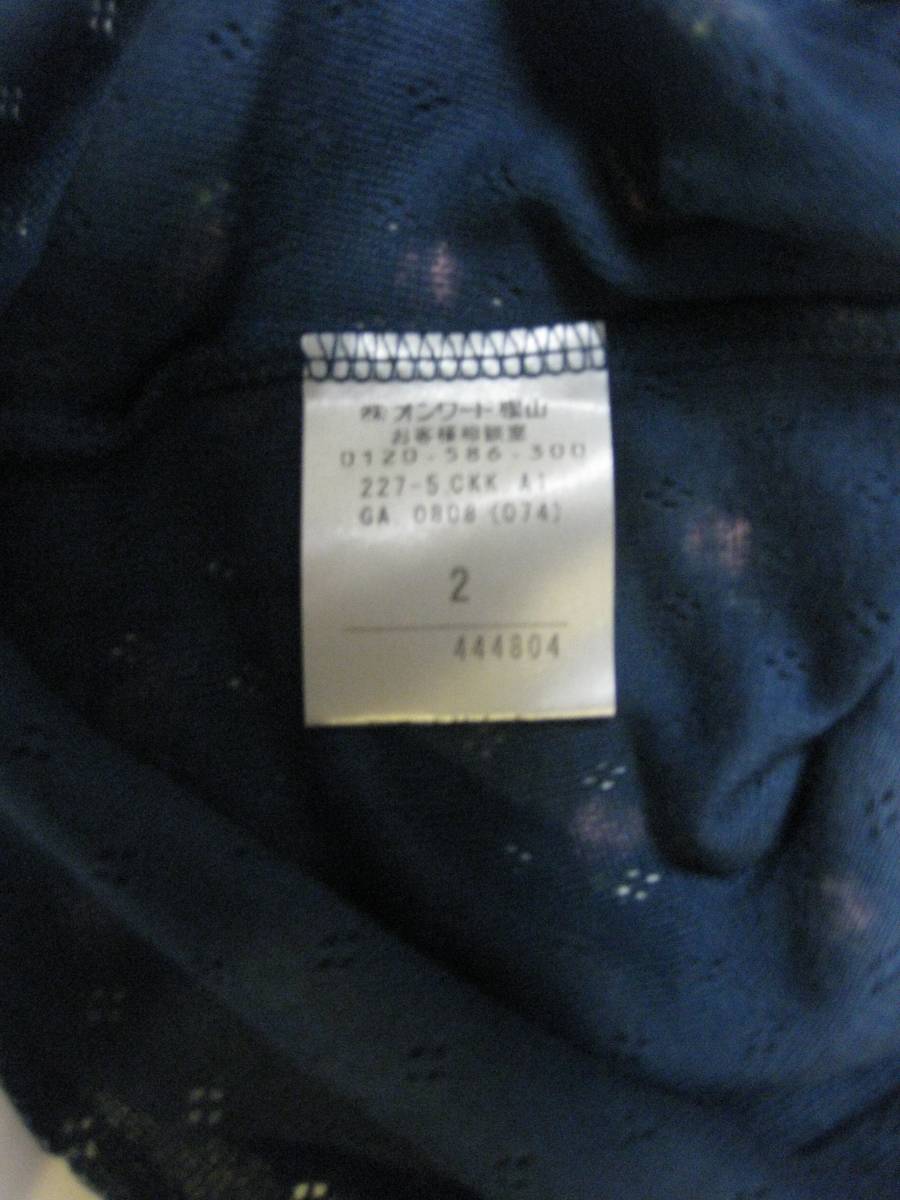 ㈱オンワード樫山
お客様相談室
0120-586-300
227-5.CKK A1
GA 0808 (074)
2
444804